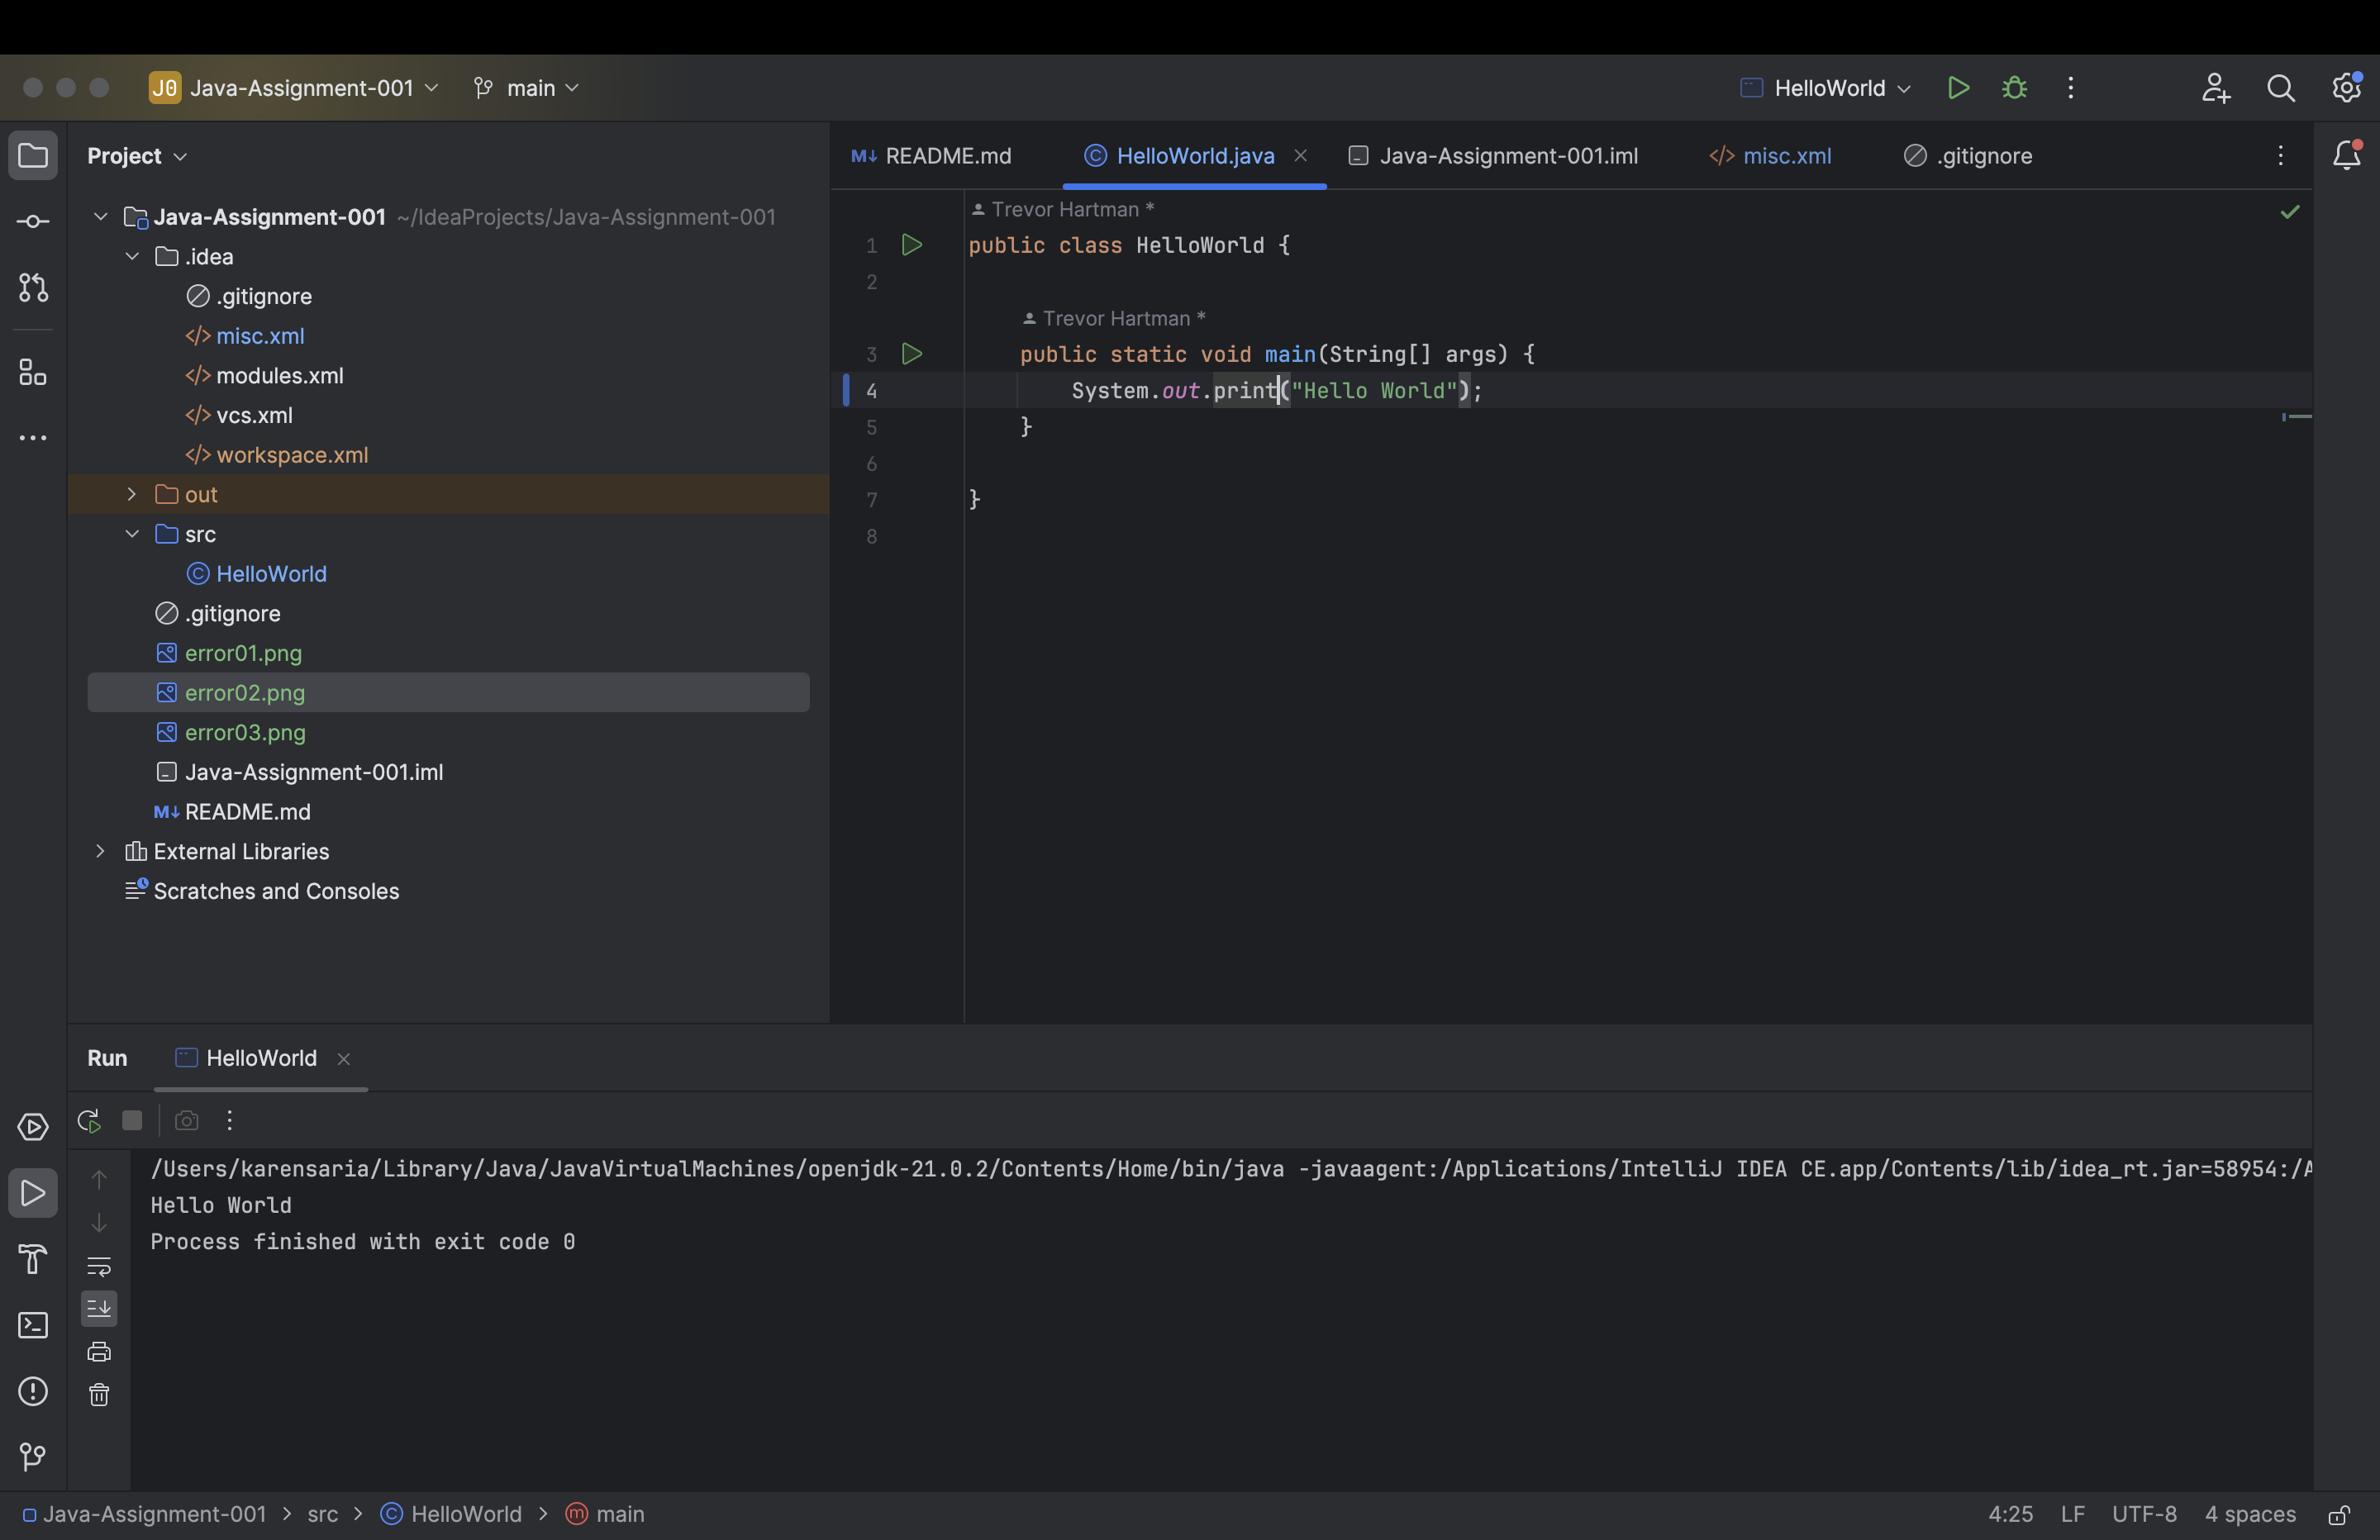 J0 Java-Assignment-001 main HelloWorld
Project
README.md HelloWorld.java Java-Assignment-001.iml misc.xml .gitignore
Java-Assignment-001 ~/IdeaProjects/Java-Assignment-001
.idea
.gitignore
misc.xml
modules.xml
vcs.xml
workspace.xml
out
src
HelloWorld
.gitignore
error01.png
error02.png
error03.png
Java-Assignment-001.iml
M↓ README.md
External Libraries
Scratches and Consoles
Trevor Hartman *
1 public class HelloWorld {
2
Trevor Hartman *
3 public static void main(String[] args) {
4 System.out.print("Hello World");
5 }
6
7 }
8
Run HelloWorld
/Users/karensaria/Library/Java/JavaVirtualMachines/openjdk-21.0.2/Contents/Home/bin/java -javaagent:/Applications/IntelliJ IDEA CE.app/Contents/lib/idea_rt.jar=58954:/A
Hello World
Process finished with exit code 0
Java-Assignment-001 > src > HelloWorld > main
4:25 LF UTF-8 4 spaces